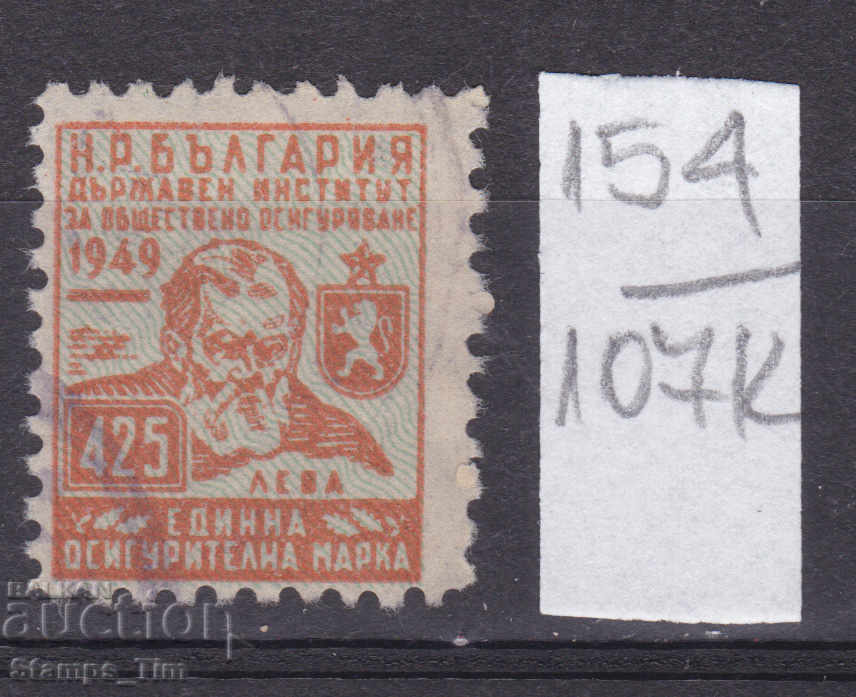 Н.Р.БЪЛГАРИЯ
ДЪРЖАВЕН ИНСТИТУТ
ЗА ОБЩЕСТВЕНО ОСИГУРЯВАНЕ
1949
425
ЛЕВА
ЕДИННА
ОСИГУРИТЕЛНА МАРКА
154
107К
BALKAN
auction
Stamps_Tim